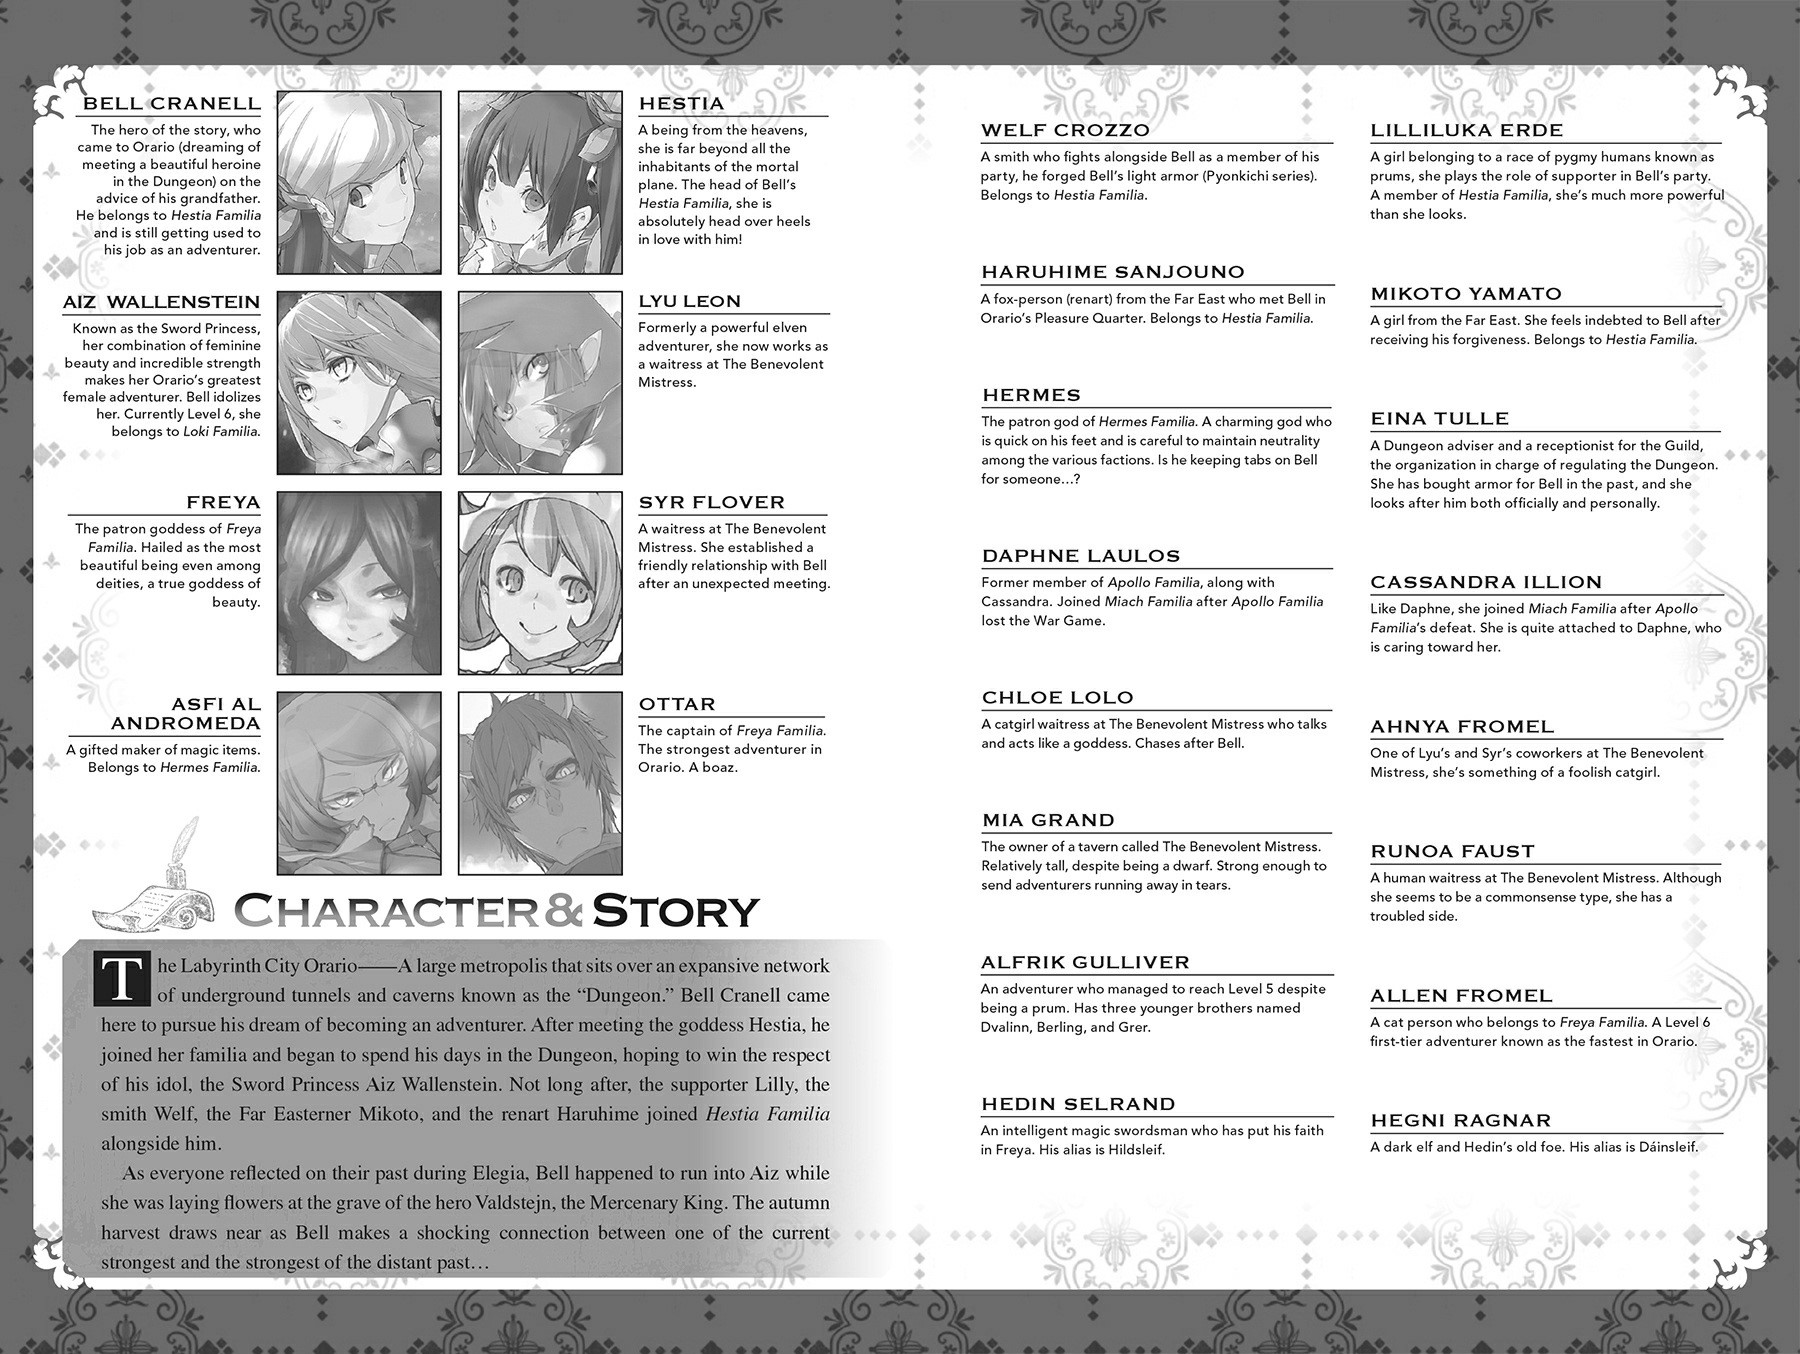 BELL CRANELL
The hero of the story, who
came to Orario (dreaming of
meeting a beautiful heroine
in the Dungeon) on the
advice of his grandfather.
He belongs to Hestia Familia
and is still getting used to
his job as an adventurer.
HESTIA
A being from the heavens,
she is far beyond all the
inhabitants of the mortal
plane. The head of Bell's
Hestia Familia, she is
absolutely head over heels
in love with him!
AIZ WALLENSTEIN
Known as the Sword Princess,
her combination of feminine
beauty and incredible strength
makes her Orario's greatest
female adventurer. Bell idolizes
her. Currently Level 6, she
belongs to Loki Familia.
LYU LEON
Formerly a powerful elven
adventurer, she now works as
a waitress at The Benevolent
Mistress.
FREYA
The patron goddess of Freya
Familia. Hailed as the most
beautiful being even among
deities, a true goddess of
beauty.
SYR FLOVER
A waitress at The Benevolent
Mistress. She established a
friendly relationship with Bell
after an unexpected meeting.
ASFI AL
ANDROMEDA
A gifted maker of magic items.
Belongs to Hermes Familia.
OTTAR
The captain of Freya Familia.
The strongest adventurer in
Orario. A boaz.
CHARACTER & STORY
The Labyrinth City Orario——A large metropolis that sits over an expansive network
of underground tunnels and caverns known as the “Dungeon.” Bell Cranell came
here to pursue his dream of becoming an adventurer. After meeting the goddess Hestia, he
joined her familia and began to spend his days in the Dungeon, hoping to win the respect
of his idol, the Sword Princess Aiz Wallenstein. Not long after, the supporter Lilly, the
smith Welf, the Far Easterner Mikoto, and the renart Haruhime joined Hestia Familia
alongside him.
As everyone reflected on their past during Elegia, Bell happened to run into Aiz while
she was laying flowers at the grave of the hero Valdstejn, the Mercenary King. The autumn
harvest draws near as Bell makes a shocking connection between one of the current
strongest and the strongest of the distant past…
WELF CROZZO
A smith who fights alongside Bell as a member of his
party, he forged Bell's light armor (Pyonkichi series).
Belongs to Hestia Familia.
HARUHIME SANJOUNO
A fox-person (renart) from the Far East who met Bell in
Orario's Pleasure Quarter. Belongs to Hestia Familia.
HERMES
The patron god of Hermes Familia. A charming god who
is quick on his feet and is careful to maintain neutrality
among the various factions. Is he keeping tabs on Bell
for someone…?
DAPHNE LAULOS
Former member of Apollo Familia, along with
Cassandra. Joined Miach Familia after Apollo Familia
lost the War Game.
CHLOE LOLO
A catgirl waitress at The Benevolent Mistress who talks
and acts like a goddess. Chases after Bell.
MIA GRAND
The owner of a tavern called The Benevolent Mistress.
Relatively tall, despite being a dwarf. Strong enough to
send adventurers running away in tears.
ALFRIK GULLIVER
An adventurer who managed to reach Level 5 despite
being a prum. Has three younger brothers named
Dvalinn, Berling, and Grer.
HEDIN SELRAND
An intelligent magic swordsman who has put his faith
in Freya. His alias is Hildsleif.
LILLILUKA ERDE
A girl belonging to a race of pygmy humans known as
prums, she plays the role of supporter in Bell's party.
A member of Hestia Familia, she's much more powerful
than she looks.
MIKOTO YAMATO
A girl from the Far East. She feels indebted to Bell after
receiving his forgiveness. Belongs to Hestia Familia.
EINA TULLE
A Dungeon adviser and a receptionist for the Guild,
the organization in charge of regulating the Dungeon.
She has bought armor for Bell in the past, and she
looks after him both officially and personally.
CASSANDRA ILLION
Like Daphne, she joined Miach Familia after Apollo
Familia's defeat. She is quite attached to Daphne, who
is caring toward her.
AHNYA FROMEL
One of Lyu's and Syr's coworkers at The Benevolent
Mistress, she's something of a foolish catgirl.
RUNOA FAUST
A human waitress at The Benevolent Mistress. Although
she seems to be a commonsense type, she has a
troubled side.
ALLEN FROMEL
A cat person who belongs to Freya Familia. A Level 6
first-tier adventurer known as the fastest in Orario.
HEGNI RAGNAR
A dark elf and Hedin's old foe. His alias is Dáinsleif.